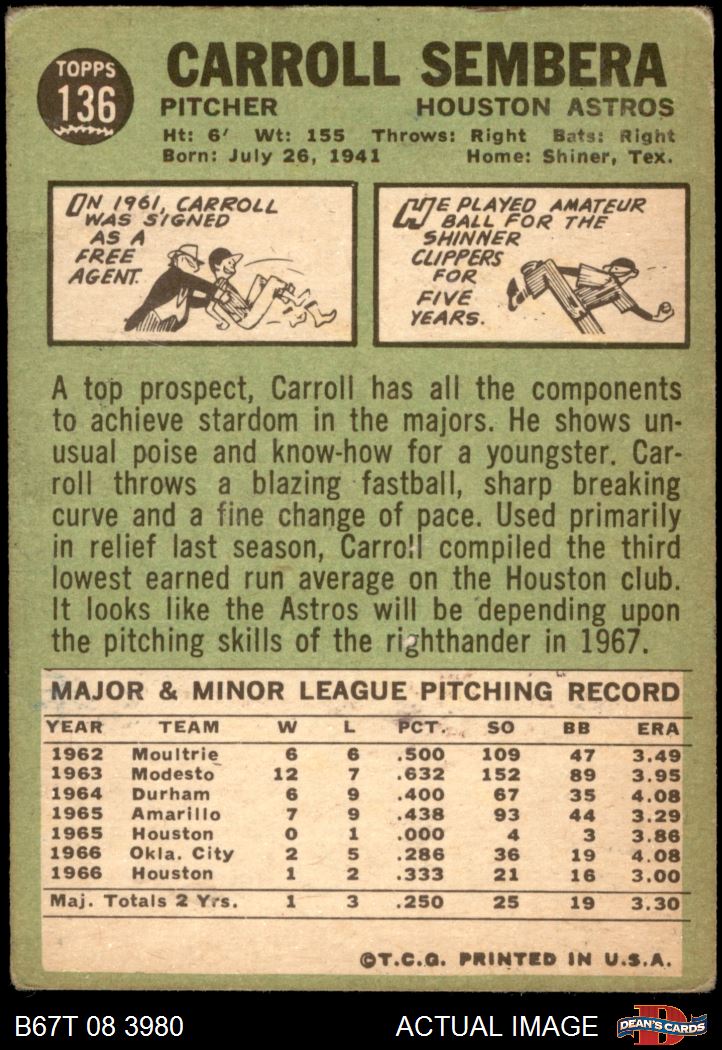 TOPPS
136
CARROLL SEMBERA
PITCHER HOUSTON ASTROS
Ht: 6' Wt: 155 Throws: Right Bats: Right
Born: July 26, 1941 Home: Shiner, Tex.
IN 1961, CARROLL
WAS SIGNED
AS A
FREE
AGENT.
HE PLAYED AMATEUR
BALL FOR THE
SHINNER
CLIPPERS
FOR
FIVE
YEARS.
A top prospect, Carroll has all the components
to achieve stardom in the majors. He shows un-
usual poise and know-how for a youngster. Car-
roll throws a blazing fastball, sharp breaking
curve and a fine change of pace. Used primarily
in relief last season, Carroll compiled the third
lowest earned run average on the Houston club.
It looks like the Astros will be depending upon
the pitching skills of the righthander in 1967.
MAJOR & MINOR LEAGUE PITCHING RECORD
YEAR TEAM W L PCT. SO BB ERA
1962 Moultrie 6 6 .500 109 47 3.49
1963 Modesto 12 7 .632 152 89 3.95
1964 Durham 6 9 .400 67 35 4.08
1965 Amarillo 7 9 .438 93 44 3.29
1965 Houston 0 1 .000 4 3 3.86
1966 Okla. City 2 5 .286 36 19 4.08
1966 Houston 1 2 .333 21 16 3.00
Maj. Totals 2 Yrs. 1 3 .250 25 19 3.30
©T.C.G. PRINTED IN U.S.A.
B67T 08 3980 ACTUAL IMAGE DEAN'S CARDS